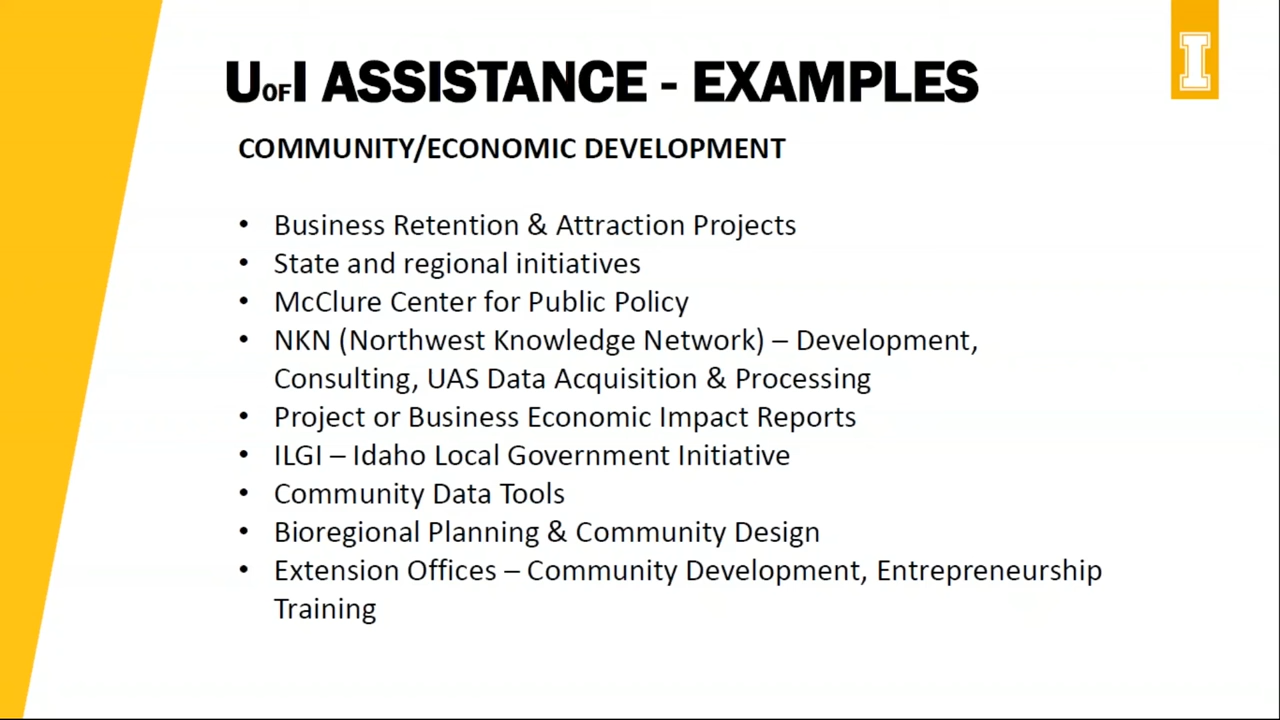 UOFI ASSISTANCE - EXAMPLES
I
COMMUNITY/ECONOMIC DEVELOPMENT
• Business Retention & Attraction Projects
• State and regional initiatives
• McClure Center for Public Policy
• NKN (Northwest Knowledge Network) – Development,
Consulting, UAS Data Acquisition & Processing
• Project or Business Economic Impact Reports
• ILGI – Idaho Local Government Initiative
• Community Data Tools
• Bioregional Planning & Community Design
• Extension Offices – Community Development, Entrepreneurship
Training